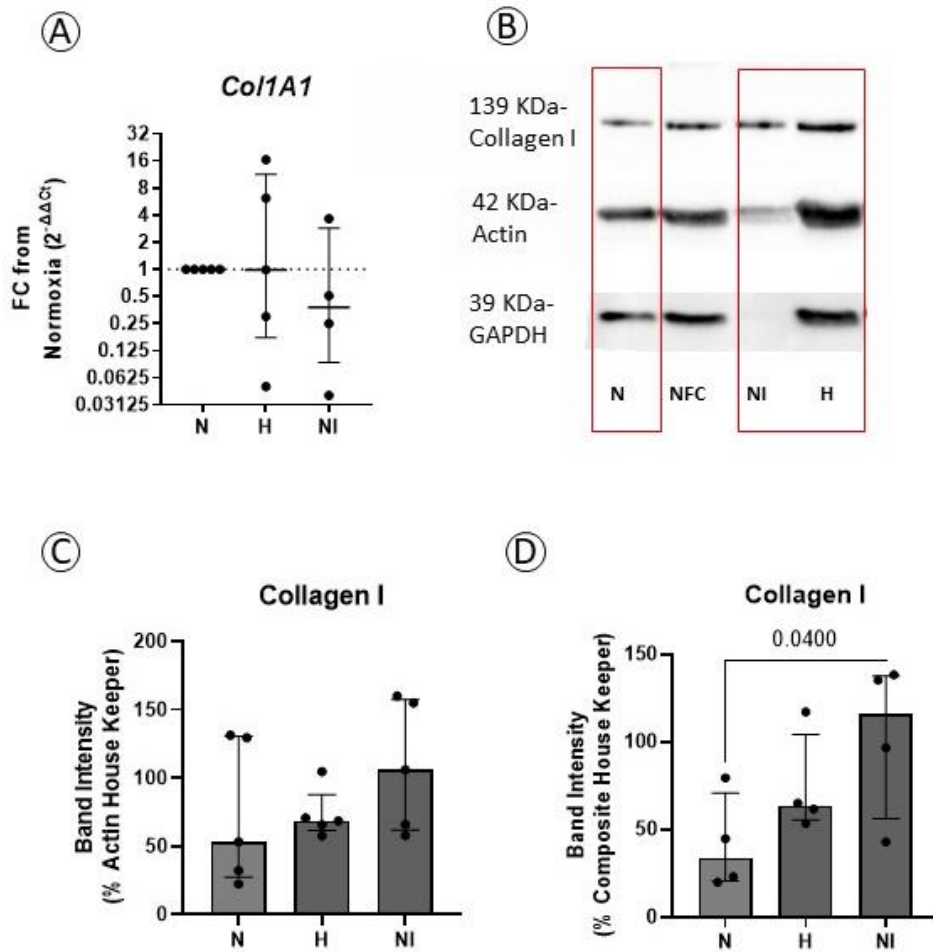 A
Col1A1
FC from
Normoxia (2^-ΔΔCt)
32
16
8
4
2
1
0.5
0.25
0.125
0.0625
0.03125
N H NI
B
139 KDa-
Collagen I
42 KDa-
Actin
39 KDa-
GAPDH
N NFC NI H
C
Collagen I
Band Intensity
(% Actin House Keeper)
200
150
100
50
0
N H NI
D
Collagen I
0.0400
Band Intensity
(% Composite House Keeper)
150
100
50
0
N H NI